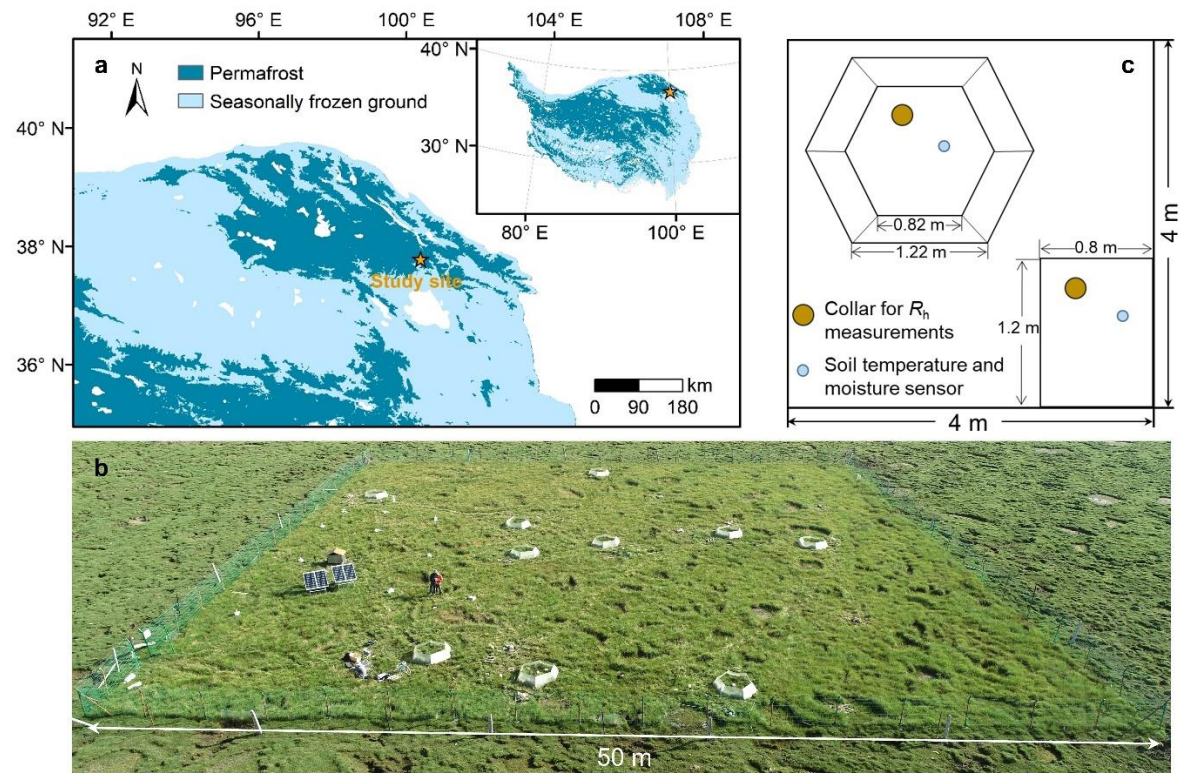 92° E 96° E 100° E 104° E 108° E
a
N
Permafrost
Seasonally frozen ground
40° N
38° N
36° N
40° N
30° N
80° E
100° E
Study site
km
0 90 180
c
0.82 m
1.22 m
0.8 m
1.2 m
4 m
4 m
Collar for Rh
measurements
Soil temperature and
moisture sensor
b
50 m